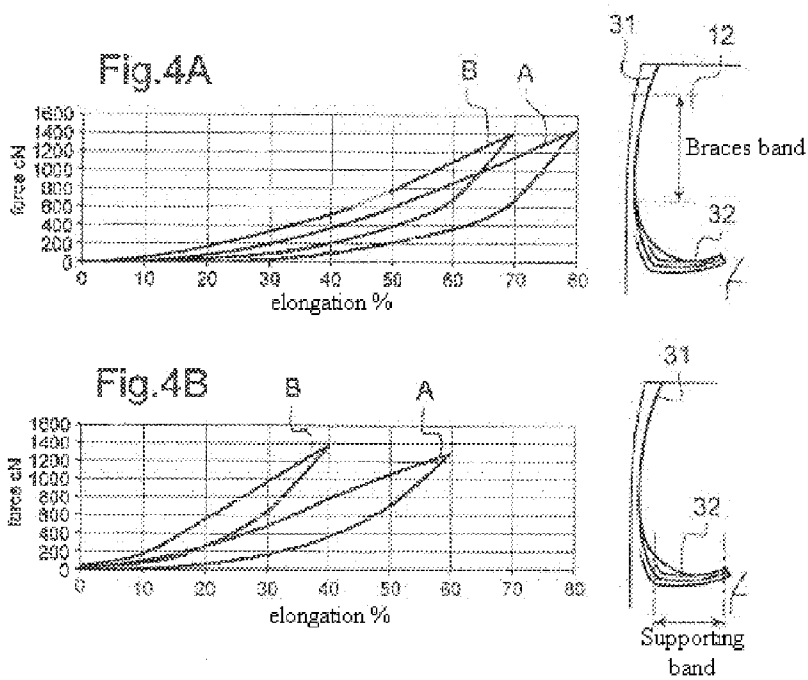 Fig.4A
B
A
31
12
force cN
1600
1400
1200
1000
800
600
400
200
0
0 10 20 30 40 50 60 70 80
elongation %
Braces band
32
Fig.4B
B
A
31
force cN
1600
1400
1200
1000
800
600
400
200
0
0 10 20 30 40 50 60 70 80
elongation %
32
Supporting
band